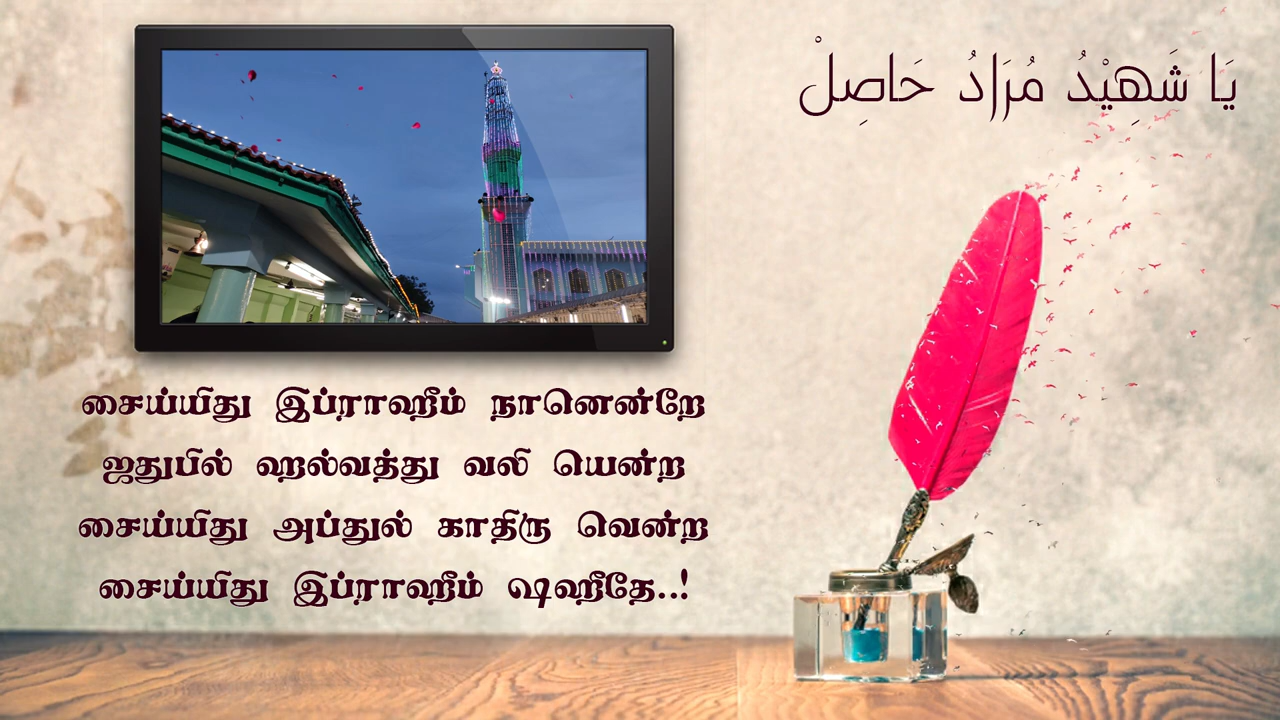 يَا شَهِيْدُ مُرَادُ حَاصِلْ
சைய்யிது இப்ராஹீம் நானென்றே
ஜதுபில் ஹல்வத்து வலி யென்ற
சைய்யிது அப்துல் காதிரு வென்ற
சைய்யிது இப்ராஹீம் ஷஹீதே..!